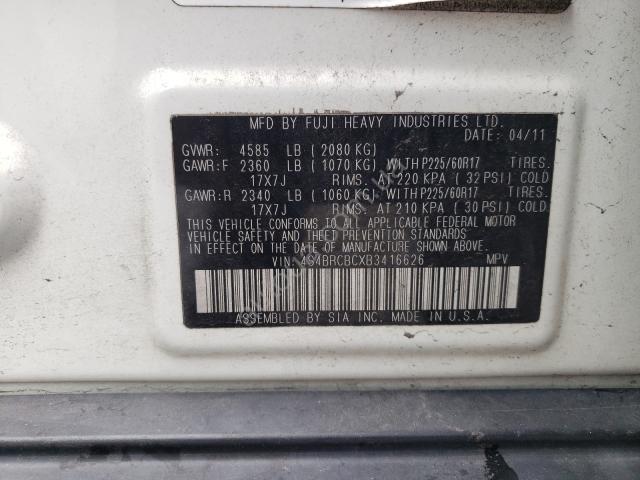 MFD BY FUJI HEAVY INDUSTRIES LTD.
DATE: 04/11
GVWR: 4585 LB (2080 KG)
GAWR:F 2360 LB (1070 KG) WITH P225/60R17 TIRES.
17X7J RIMS. AT 220 KPA (32 PSI) COLD
GAWR:R 2340 LB (1060 KG) WITH P225/60R17 TIRES.
17X7J RIMS. AT 210 KPA (30 PSI) COLD
THIS VEHICLE CONFORMS TO ALL APPLICABLE FEDERAL MOTOR
VEHICLE SAFETY AND THEFT PREVENTION STANDARDS
IN EFFECT ON THE DATE OF MANUFACTURE SHOWN ABOVE.
VIN: 4S4BRCBCXB3416626 MPV
ASSEMBLED BY SIA INC. MADE IN U.S.A.